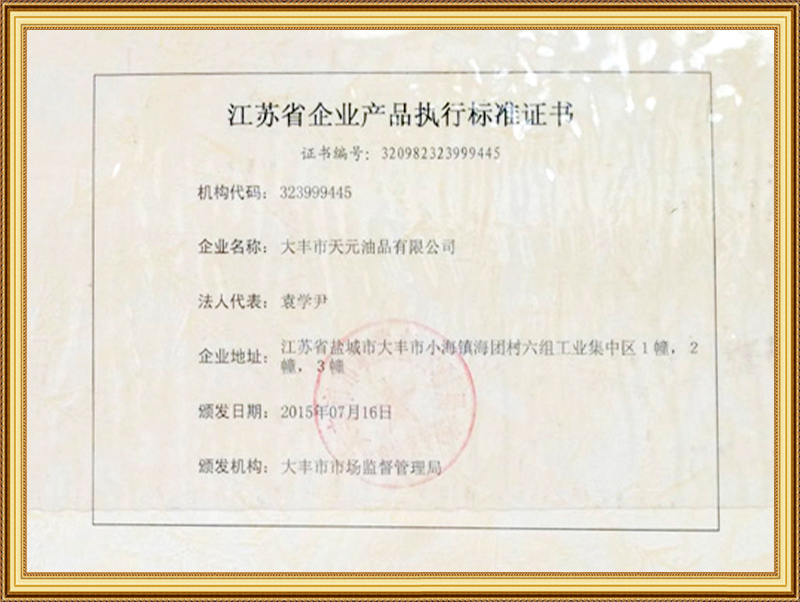 江苏省企业产品执行标准证书
证书编号：320982323999445
机构代码：323999445
企业名称：大丰市天元油品有限公司
法人代表：袁学尹
企业地址：江苏省盐城市大丰市小海镇海团村六组工业集中区1幢，2
幢，3幢
颁发日期：2015年07月16日
颁发机构：大丰市市场监督管理局